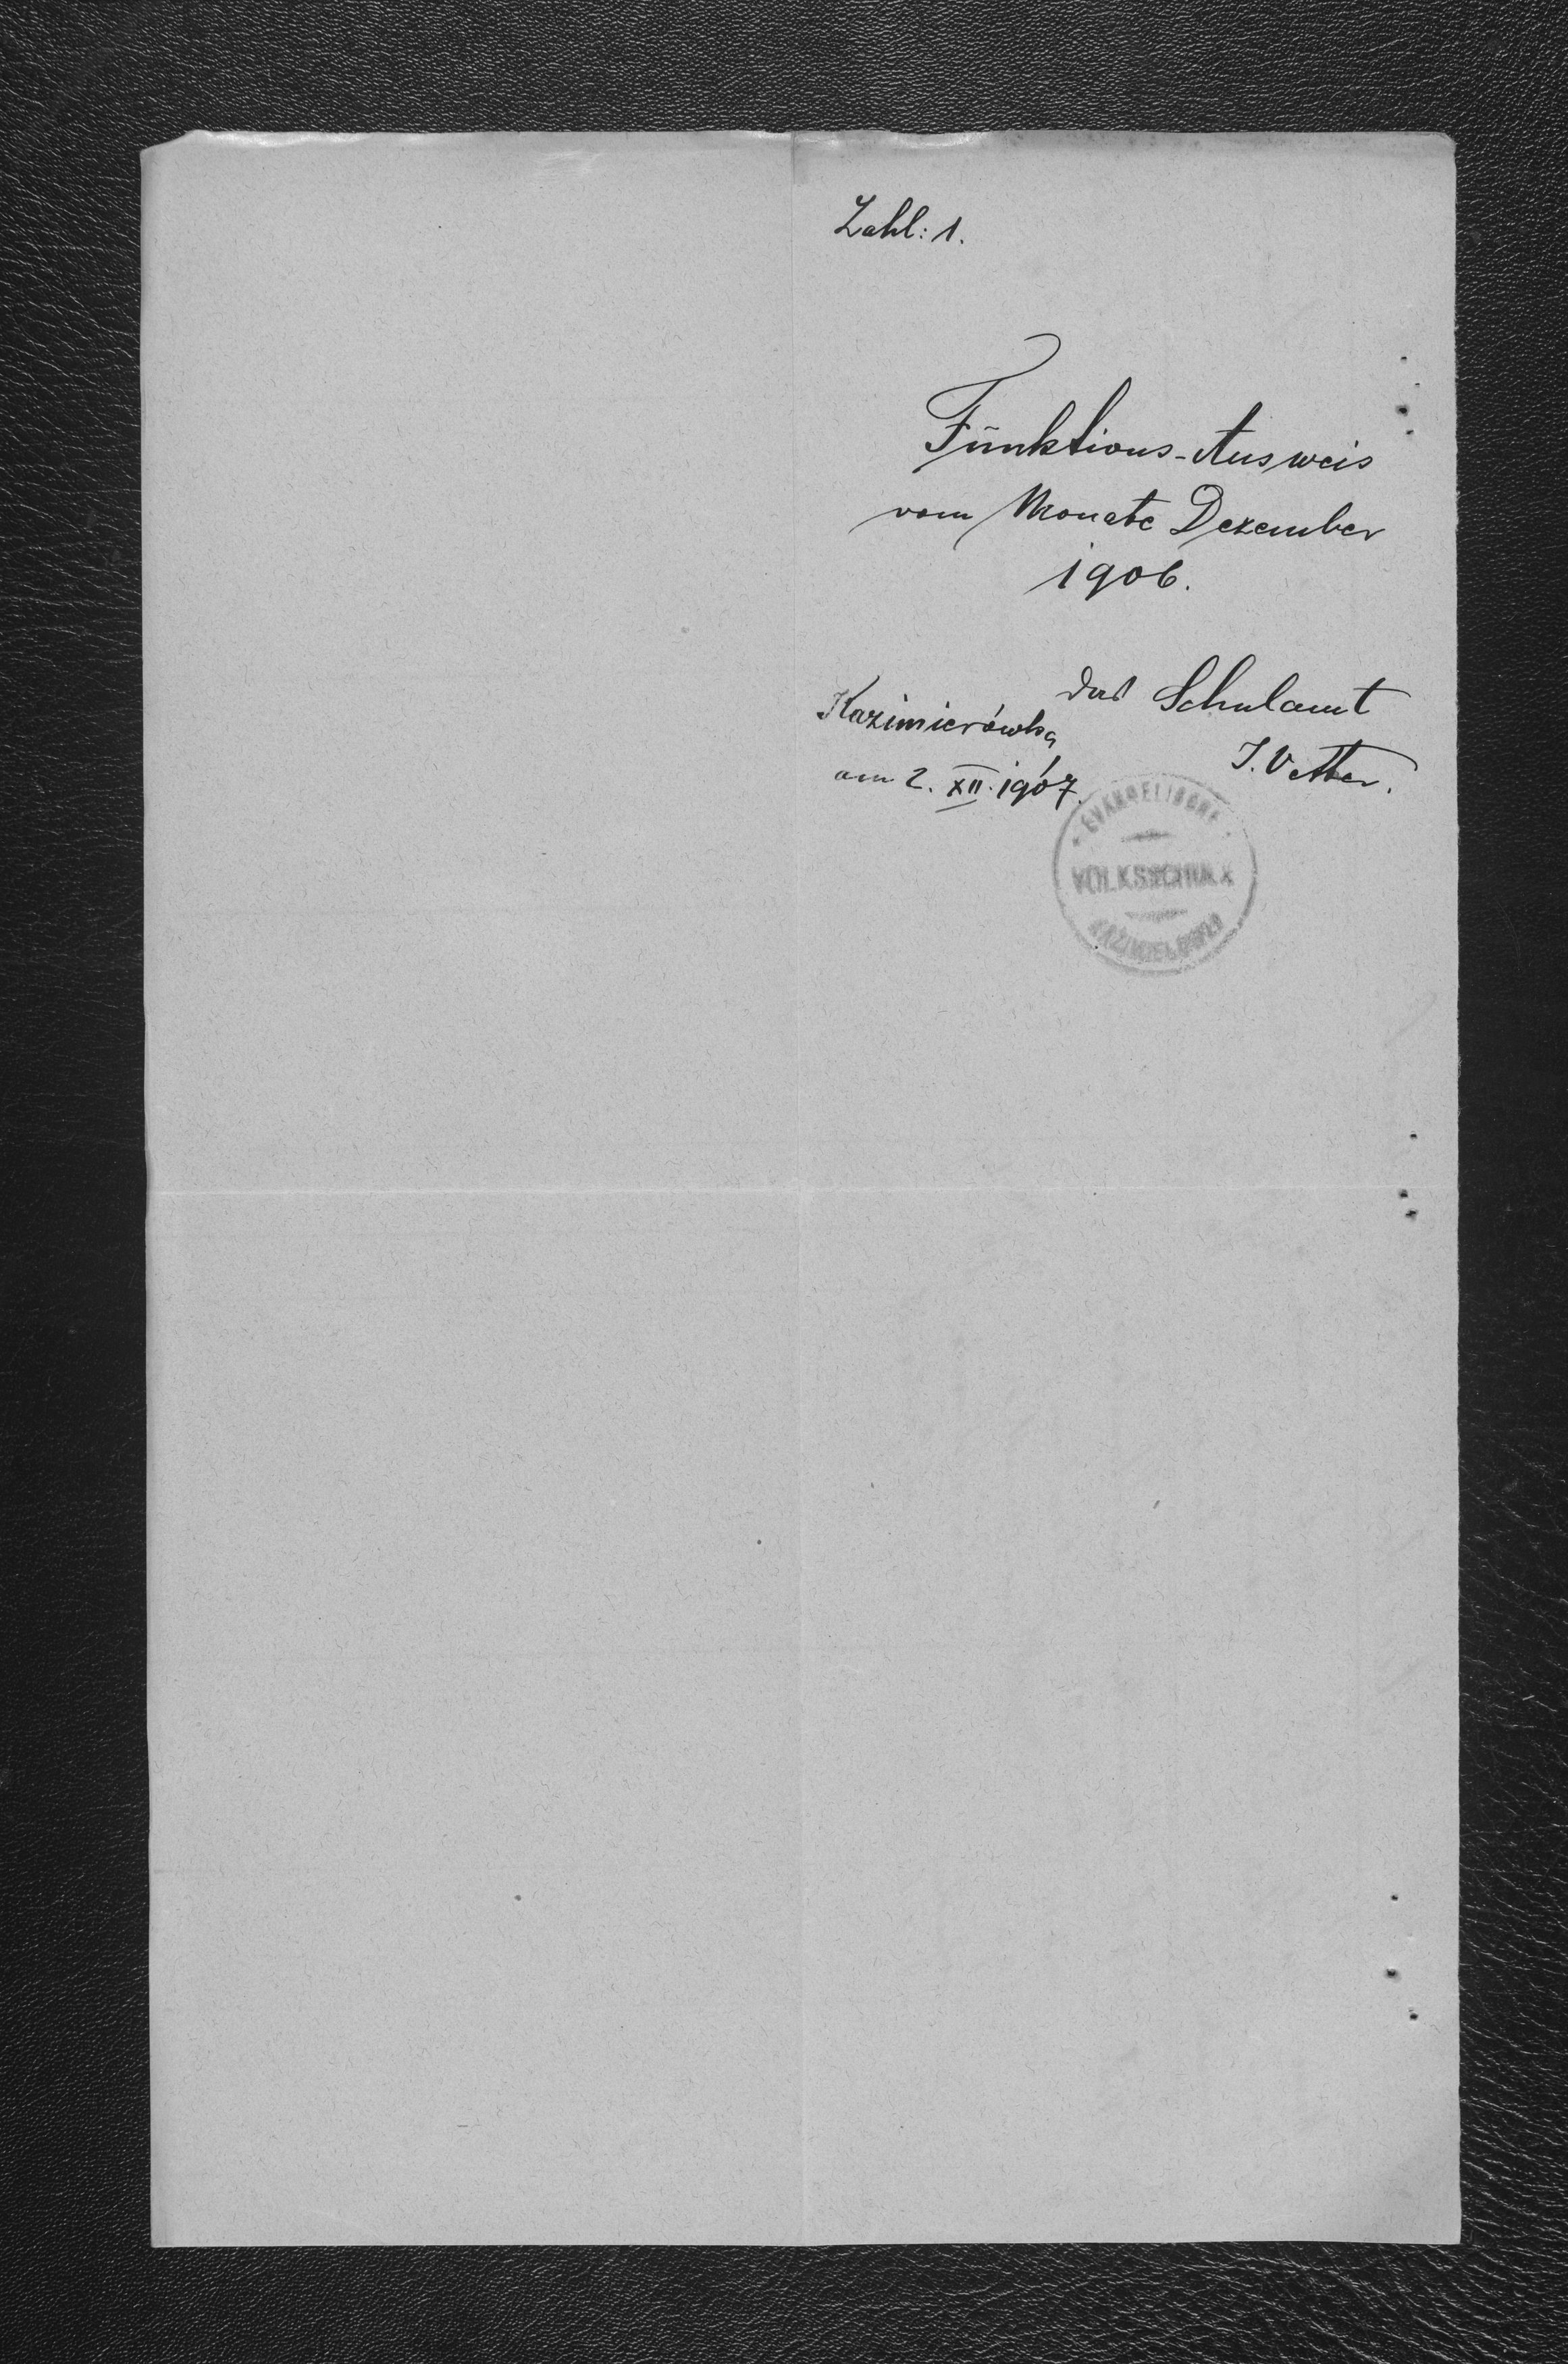 Zahl: 1.
Funktions-Ausweis
vom Monate Dezember
1906.
das Schulamt
Kazimierówka
am 2. XII. 1907.
J. Vetter.
EVANGELISCHE
VOLKSSCHULE